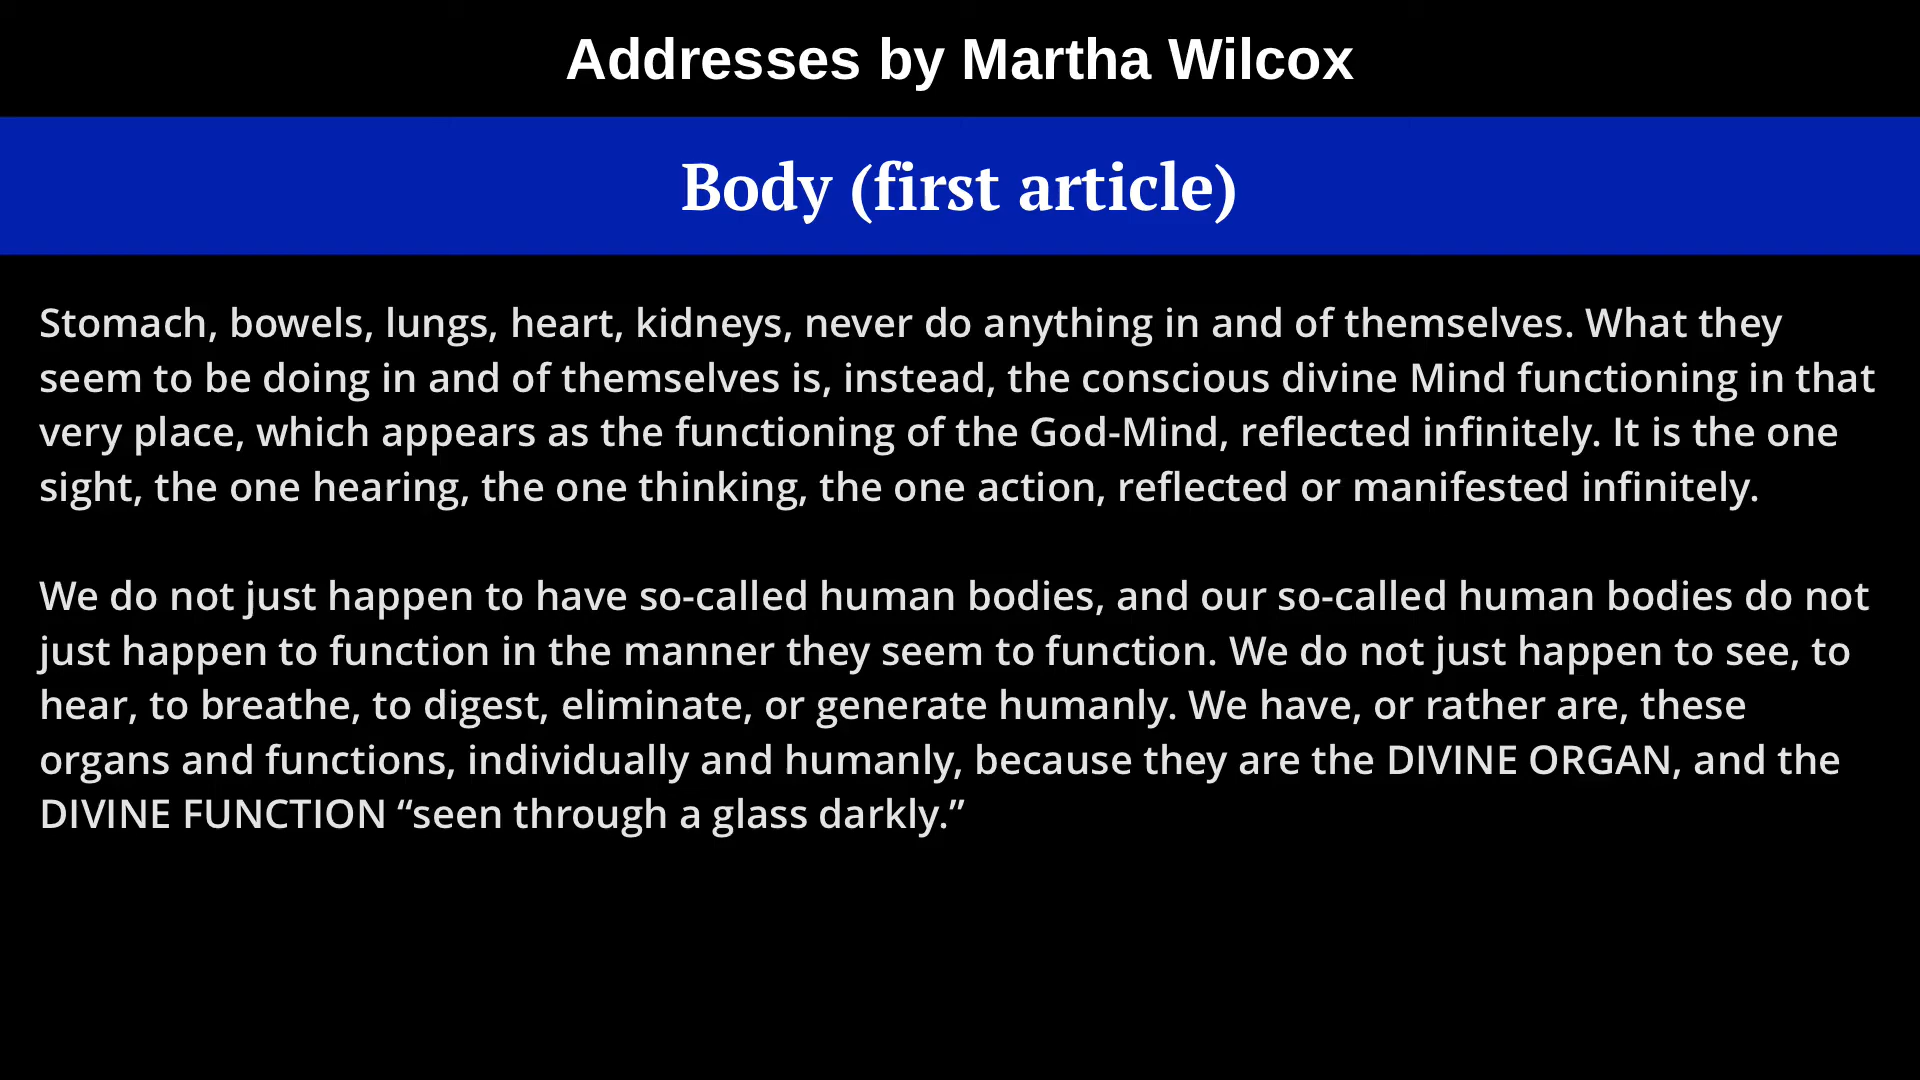 Addresses by Martha Wilcox
Body (first article)
Stomach, bowels, lungs, heart, kidneys, never do anything in and of themselves. What they
seem to be doing in and of themselves is, instead, the conscious divine Mind functioning in that
very place, which appears as the functioning of the God-Mind, reflected infinitely. It is the one
sight, the one hearing, the one thinking, the one action, reflected or manifested infinitely.
We do not just happen to have so-called human bodies, and our so-called human bodies do not
just happen to function in the manner they seem to function. We do not just happen to see, to
hear, to breathe, to digest, eliminate, or generate humanly. We have, or rather are, these
organs and functions, individually and humanly, because they are the DIVINE ORGAN, and the
DIVINE FUNCTION “seen through a glass darkly.”